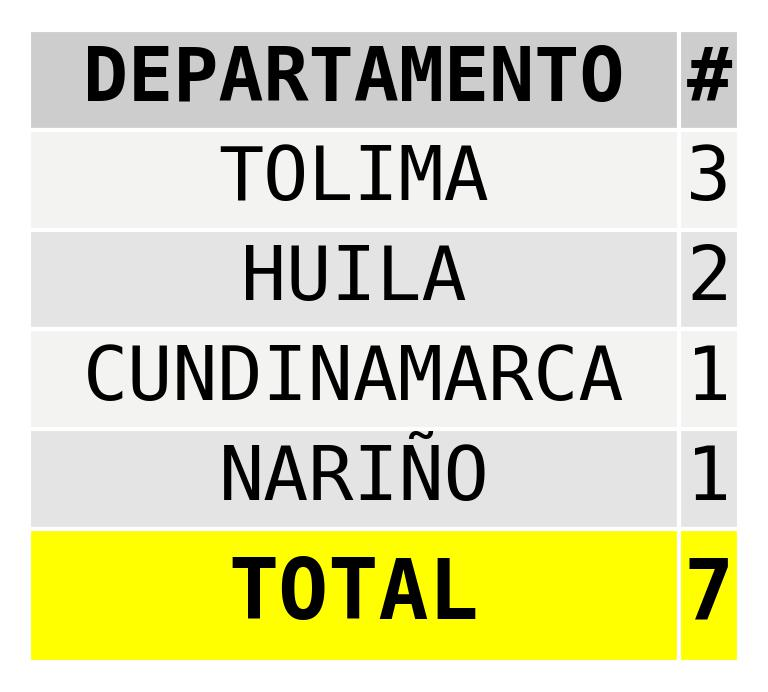 DEPARTAMENTO #
TOLIMA 3
HUILA 2
CUNDINAMARCA 1
NARIÑO 1
TOTAL 7